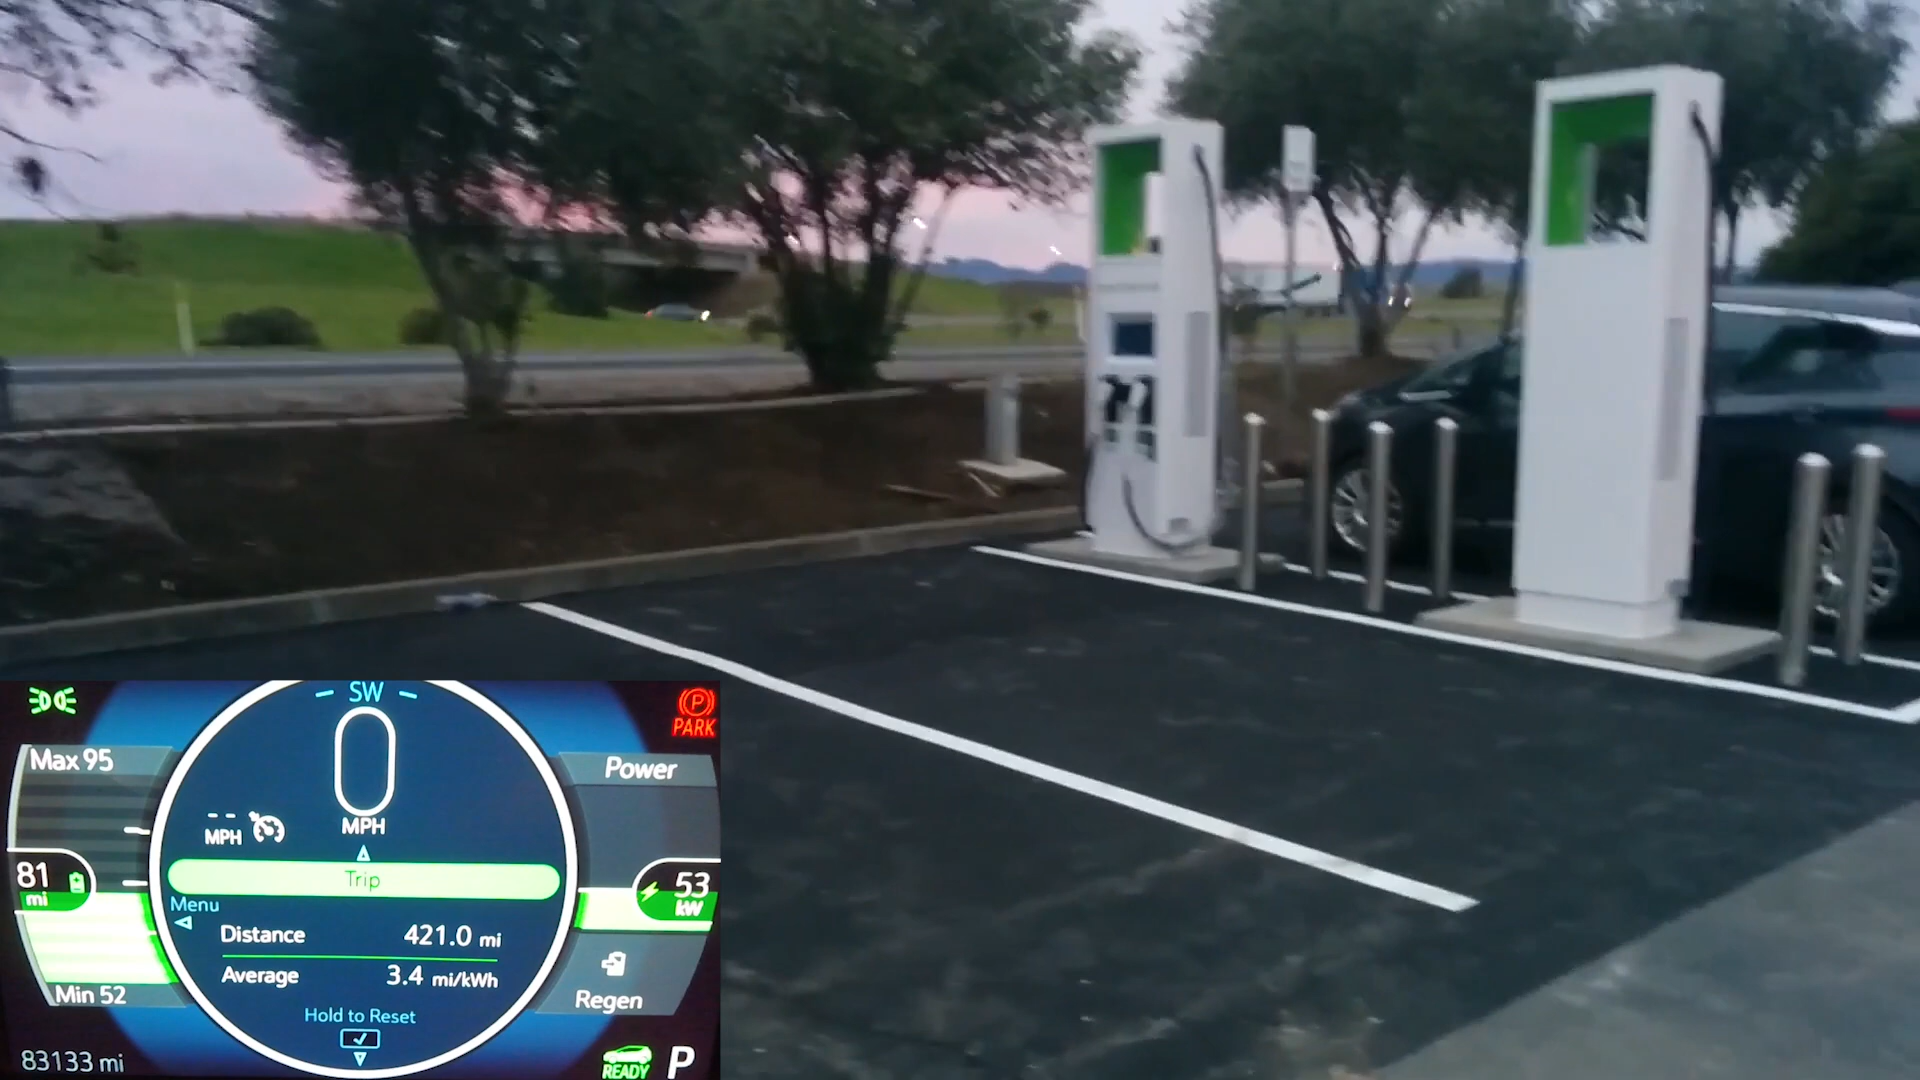 SW
PARK
Max 95
Power
MPH
-- MPH
81 mi
53 kW
Trip
Menu
Distance 421.0 mi
Average 3.4 mi/kWh
Min 52
Regen
Hold to Reset
83133 mi
READY P